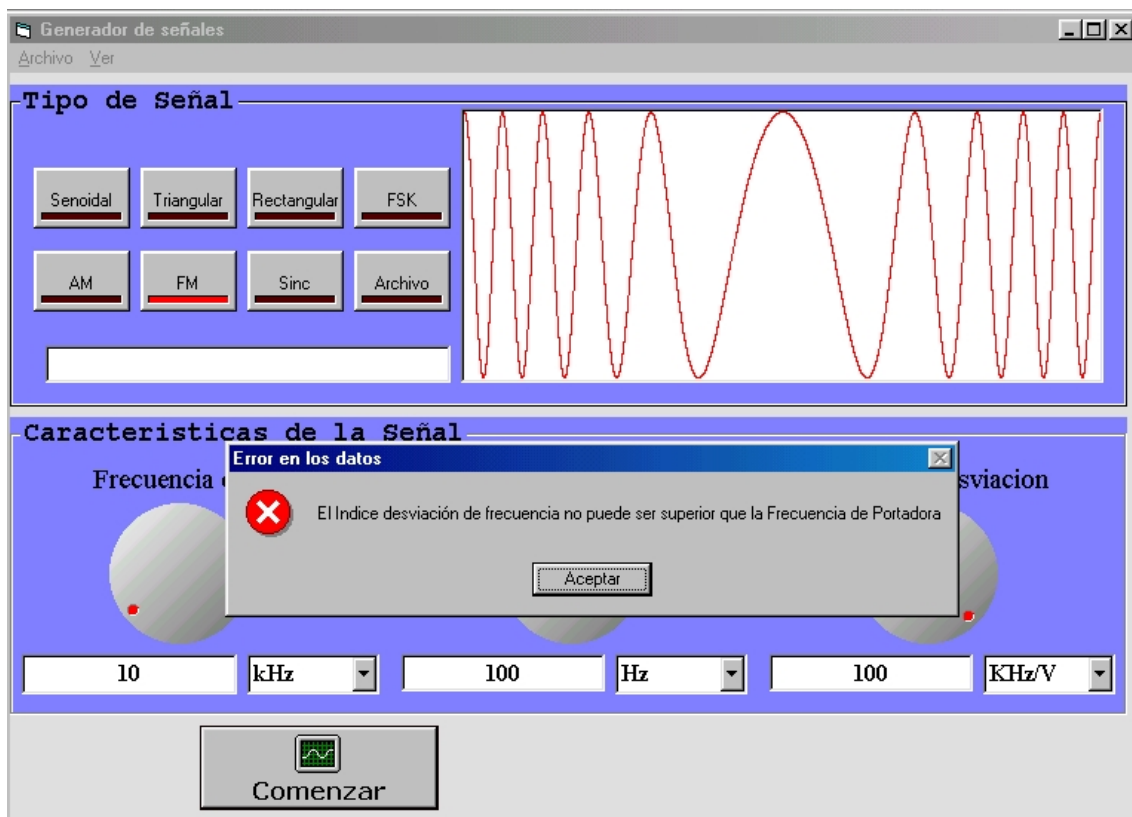 Generador de señales
Archivo Ver
Tipo de Señal
Senoidal Triangular Rectangular FSK
AM FM Sinc Archivo
Caracteristicas de la Señal
Error en los datos
Frecuencia
El Indice desviación de frecuencia no puede ser superior que la Frecuencia de Portadora
Aceptar
10 kHz 100 Hz 100 KHz/V
Comenzar